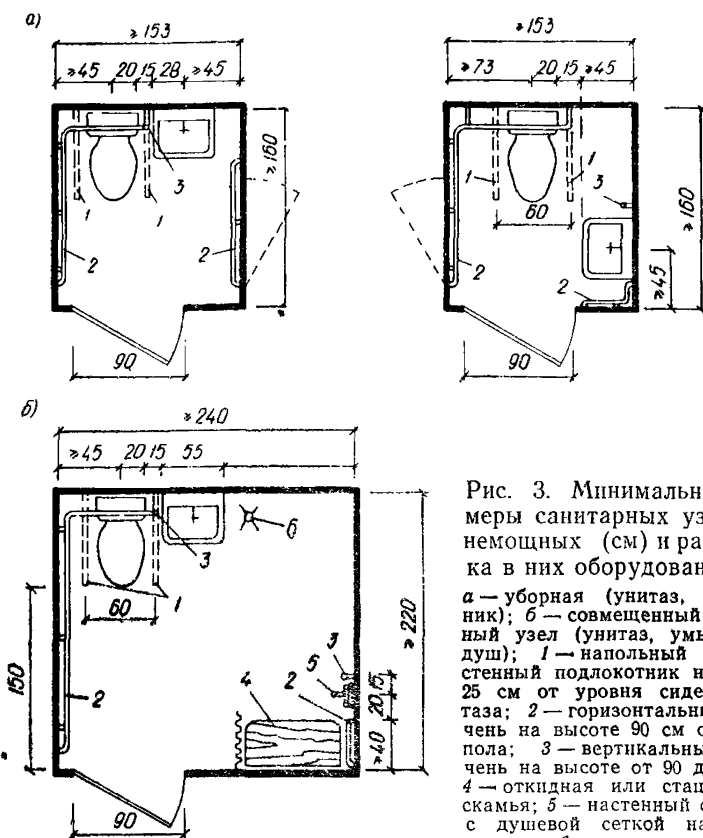 а)
≥153
≥45 20 15 28 ≥45
≥160
1 1 3
2 2
90
≥153
≥73 20 15 ≥45
≥160
1 1 3
60
2 2
≥45
90
б)
≥240
≥45 20 15 55
≥220
150
60 1 3 6
2
4 5 3 2
15
20
≥40
90
Рис. 3. Минимальн
меры санитарных уз
немощных (см) и ра
ка в них оборудован
а — уборная (унитаз,
ник); б — совмещенный
ный узел (унитаз, умы
душ); 1 — напольный
стенный подлокотник н
25 см от уровня сиде
таза; 2 — горизонтальны
чень на высоте 90 см о
пола; 3 — вертикальны
чень на высоте от 90 д
4 — откидная или стац
скамья; 5 — настенный с
с душевой сеткой на